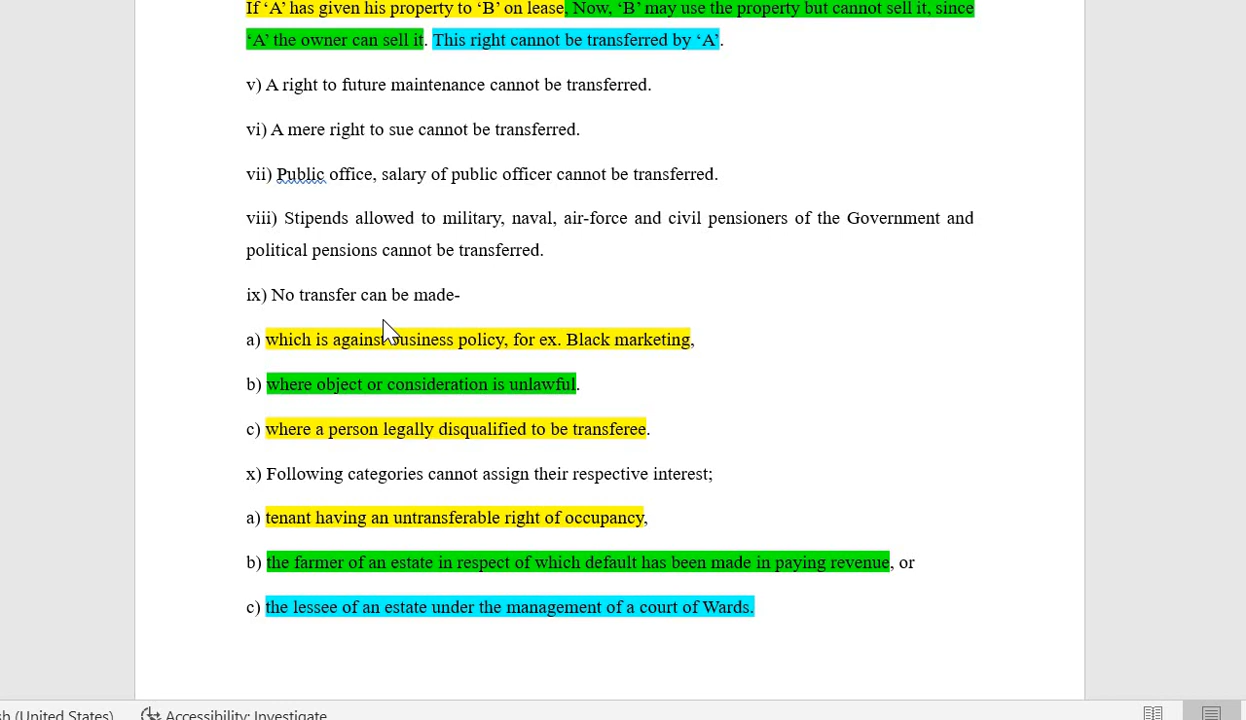 If ‘A’ has given his property to ‘B’ on lease, Now, ‘B’ may use the property but cannot sell it, since
‘A’ the owner can sell it. This right cannot be transferred by ‘A’.
v) A right to future maintenance cannot be transferred.
vi) A mere right to sue cannot be transferred.
vii) Public office, salary of public officer cannot be transferred.
viii) Stipends allowed to military, naval, air-force and civil pensioners of the Government and
political pensions cannot be transferred.
ix) No transfer can be made-
a) which is against business policy, for ex. Black marketing,
b) where object or consideration is unlawful.
c) where a person legally disqualified to be transferee.
x) Following categories cannot assign their respective interest;
a) tenant having an untransferable right of occupancy,
b) the farmer of an estate in respect of which default has been made in paying revenue, or
c) the lessee of an estate under the management of a court of Wards.
(United States) Accessibility: Investigate